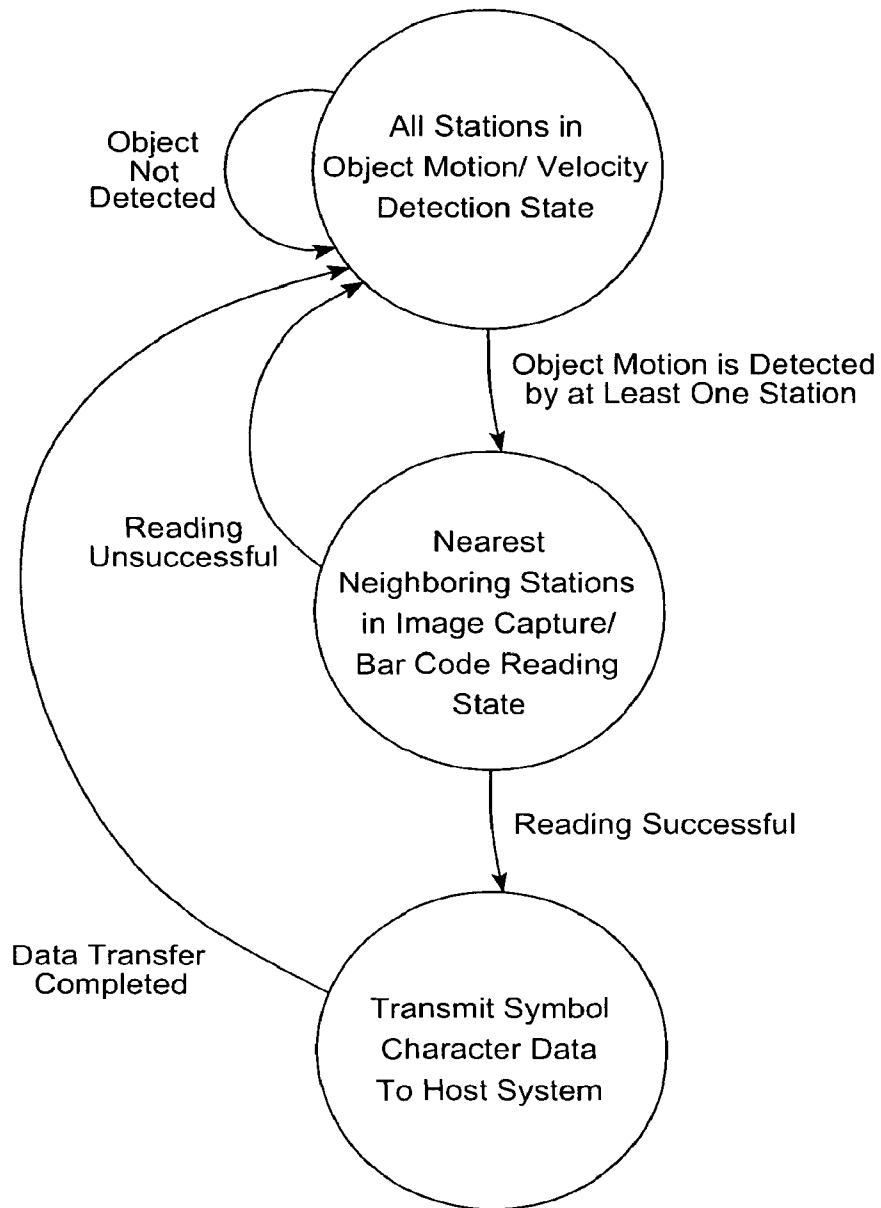 All Stations in
Object Motion/ Velocity
Detection State
Object
Not
Detected
Object Motion is Detected
by at Least One Station
Reading
Unsuccessful
Nearest
Neighboring Stations
in Image Capture/
Bar Code Reading
State
Reading Successful
Data Transfer
Completed
Transmit Symbol
Character Data
To Host System